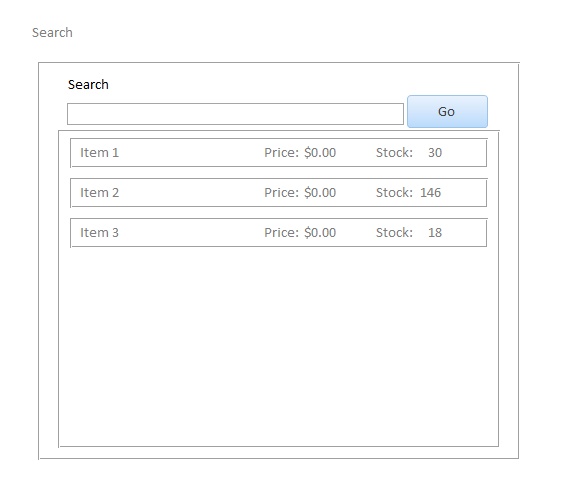 Search
Search
Go
Item 1 Price: $0.00 Stock: 30
Item 2 Price: $0.00 Stock: 146
Item 3 Price: $0.00 Stock: 18